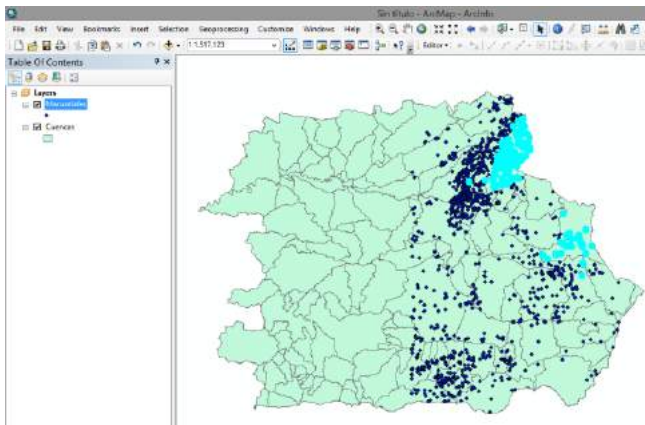 Sin título - ArcMap - ArcInfo
File Edit View Bookmarks Insert Selection Geoprocessing Customize Windows Help
1:1,517,123
Editor
Table Of Contents
Layers
Manantiales
Cuencas